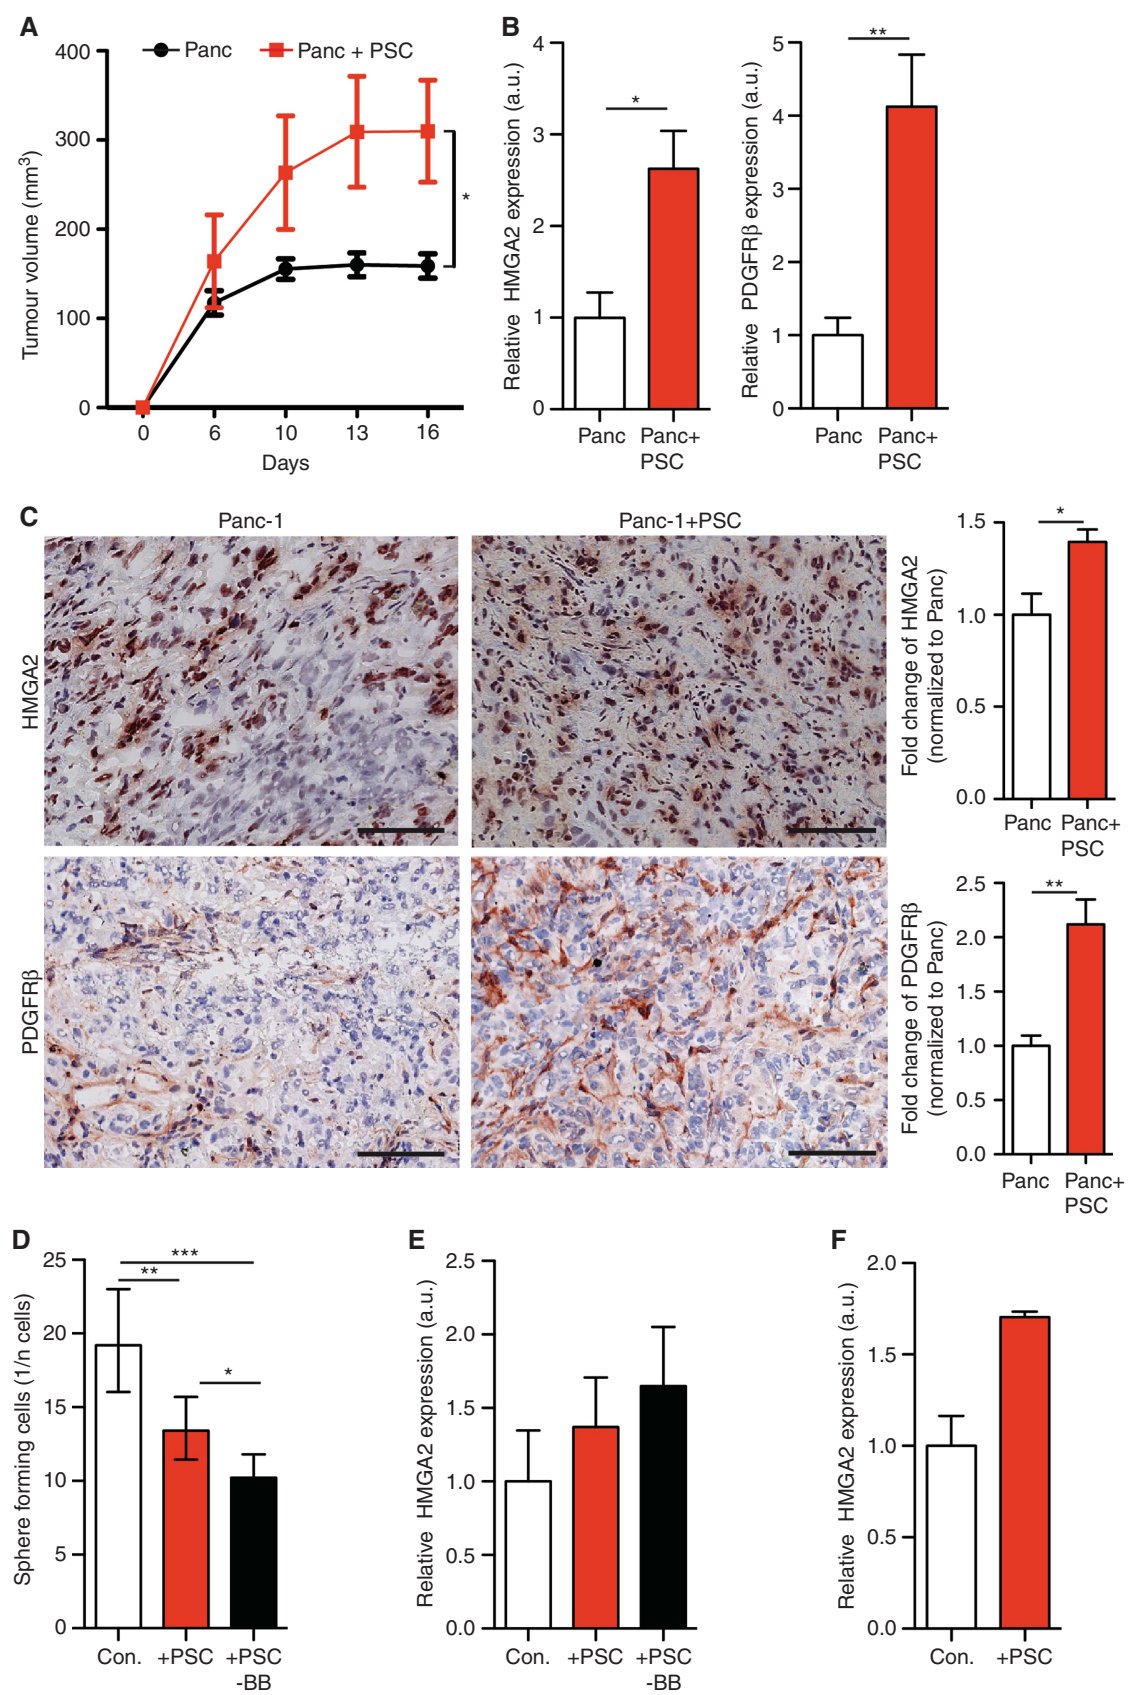 A
Panc
Panc + PSC
400
300
200
100
0
Tumour volume (mm3)
*
0
6
10
13
16
Days
B
4
3
2
1
0
Relative HMGA2 expression (a.u.)
*
Panc
Panc+
PSC
5
4
3
2
1
0
Relative PDGFRβ expression (a.u.)
**
Panc
Panc+
PSC
C
Panc-1
Panc-1+PSC
HMGA2
PDGFRβ
1.5
1.0
0.5
0.0
Fold change of HMGA2
(normalized to Panc)
*
Panc
Panc+
PSC
2.5
2.0
1.5
1.0
0.5
0.0
Fold change of PDGFRβ
(normalized to Panc)
**
Panc
Panc+
PSC
D
25
20
15
10
5
0
Sphere forming cells (1/n cells)
***
**
*
Con.
+PSC
+PSC
-BB
E
2.5
2.0
1.5
1.0
0.5
0.0
Relative HMGA2 expression (a.u.)
Con.
+PSC
+PSC
-BB
F
2.0
1.5
1.0
0.5
0.0
Relative HMGA2 expression (a.u.)
Con.
+PSC